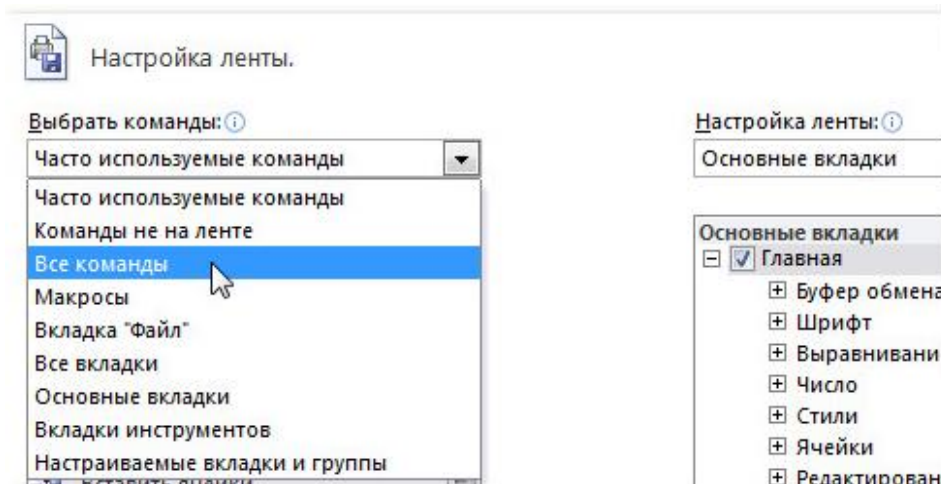 Настройка ленты.
Выбрать команды:
Часто используемые команды
Часто используемые команды
Команды не на ленте
Все команды
Макросы
Вкладка "Файл"
Все вкладки
Основные вкладки
Вкладки инструментов
Настраиваемые вкладки и группы
Настройка ленты:
Основные вкладки
Основные вкладки
Главная
Буфер обмена
Шрифт
Выравнивани
Число
Стили
Ячейки
Редактирован